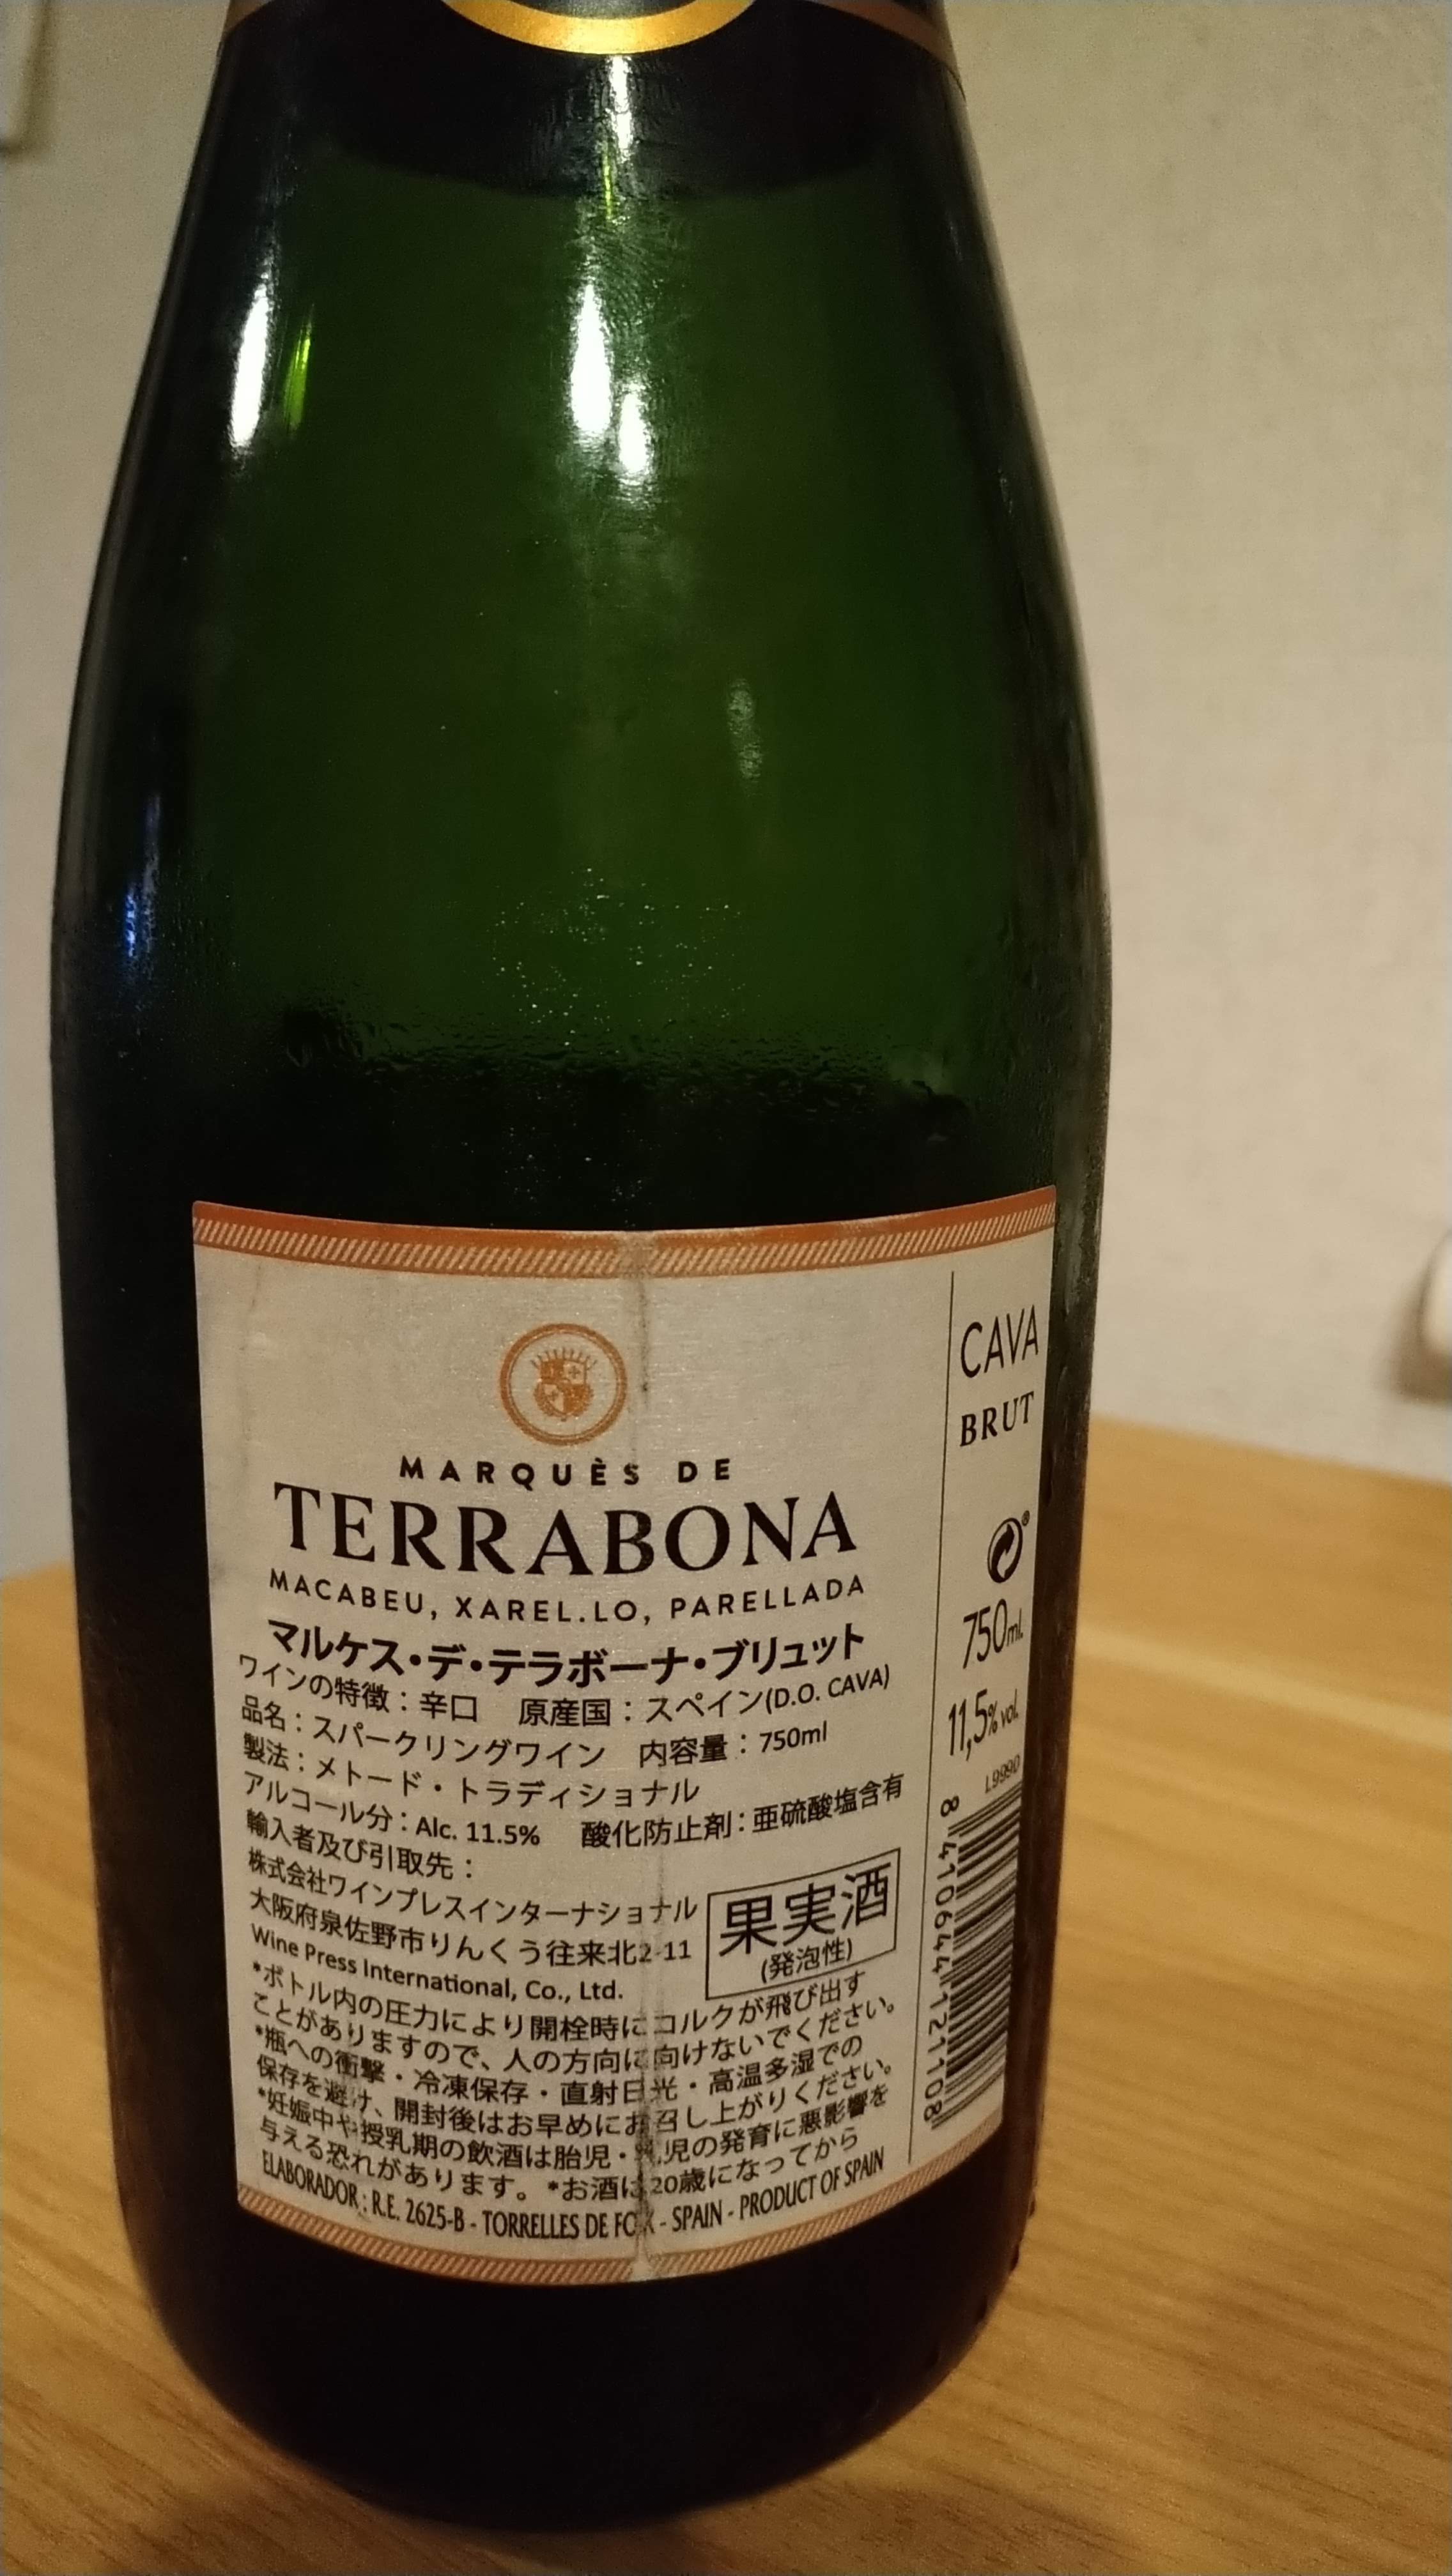 MARQUÈS DE
TERRABONA
MACABEU, XAREL.LO, PARELLADA
マルケス・デ・テラボーナ・ブリュット
ワインの特徴：辛口　原産国：スペイン(D.O. CAVA)
品名：スパークリングワイン　内容量：750ml
製法：メトード・トラディショナル
アルコール分：Alc. 11.5%　酸化防止剤：亜硫酸塩含有
輸入者及び引取先：
株式会社ワインプレスインターナショナル
大阪府泉佐野市りんくう往来北2-11
Wine Press International, Co., Ltd.
果実酒
(発泡性)
*ボトル内の圧力により開栓時にコルクが飛び出す
ことがありますので、人の方向に向けないでください。
*瓶への衝撃・冷凍保存・直射日光・高温多湿での
保存を避け、開封後はお早めにお召し上がりください。
*妊娠中や授乳期の飲酒は胎児・乳児の発育に悪影響を
与える恐れがあります。*お酒は20歳になってから
ELABORADOR : R.E. 2625-B - TORRELLES DE FOIX - SPAIN - PRODUCT OF SPAIN
CAVA
BRUT
750ml.
11,5% vol.
L9990
8 410644 121108